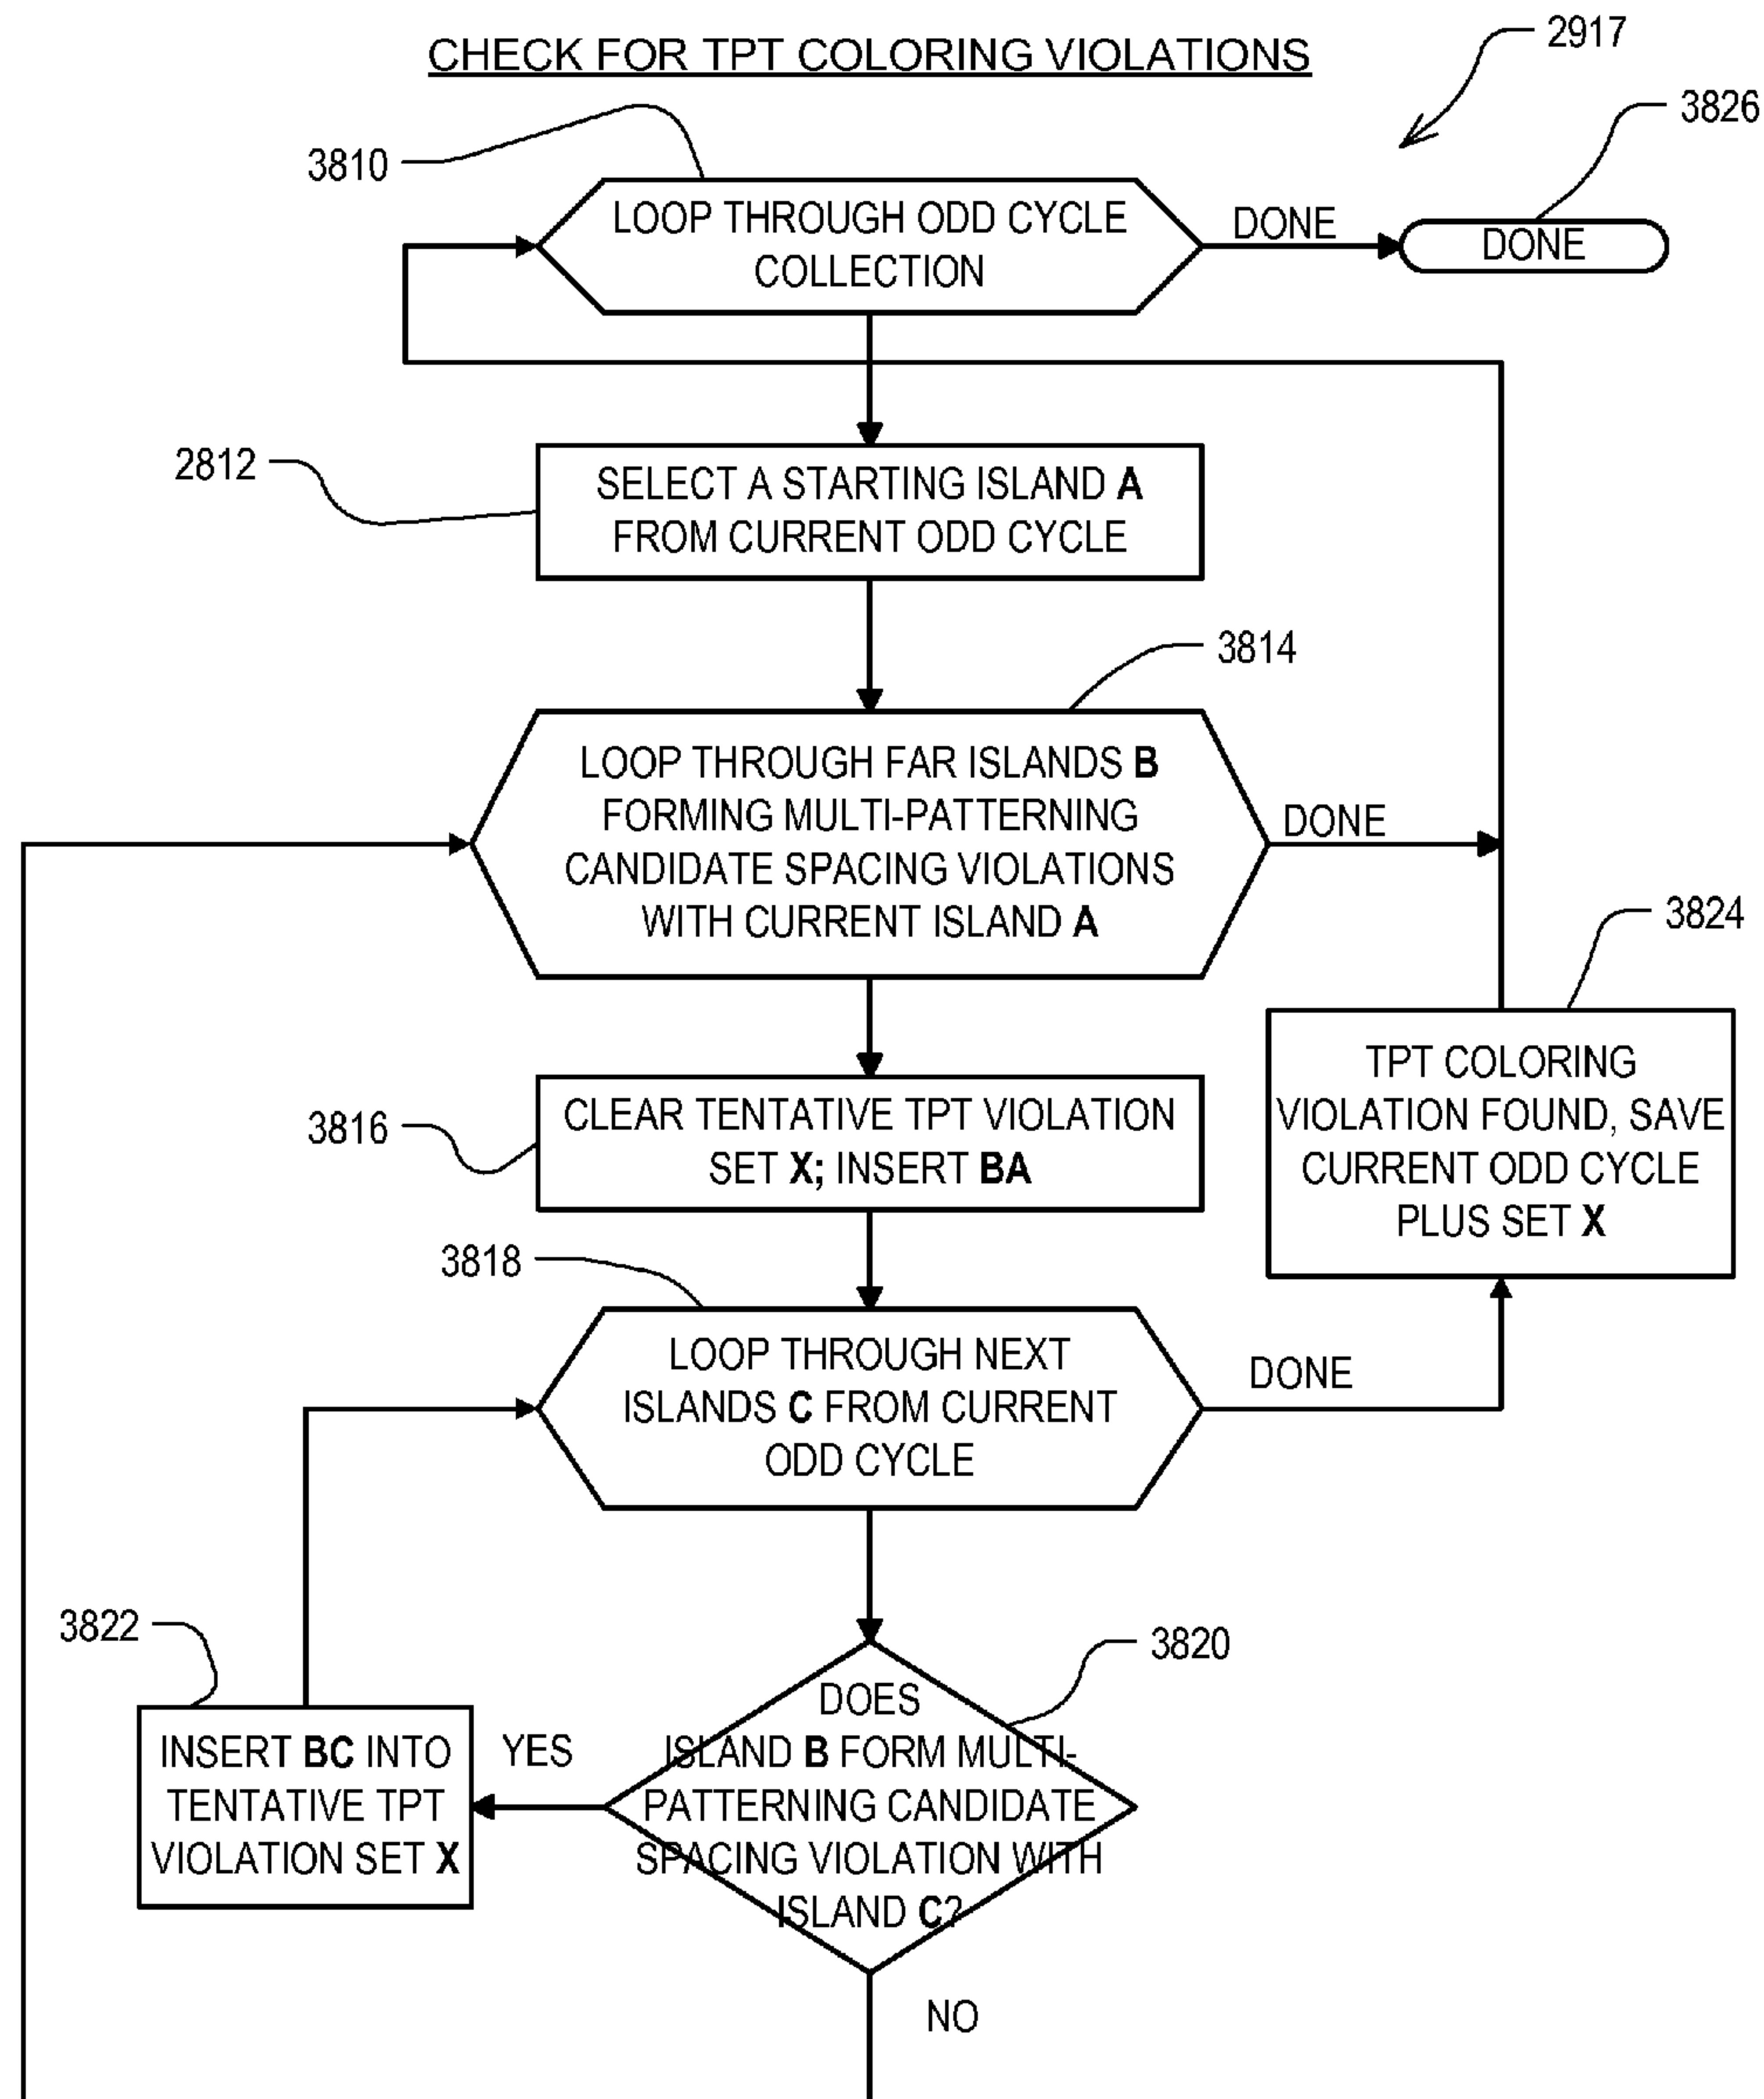 CHECK FOR TPT COLORING VIOLATIONS
2917
3826
3810
LOOP THROUGH ODD CYCLE
COLLECTION
DONE
DONE
2812
SELECT A STARTING ISLAND A
FROM CURRENT ODD CYCLE
3814
LOOP THROUGH FAR ISLANDS B
FORMING MULTI-PATTERNING
CANDIDATE SPACING VIOLATIONS
WITH CURRENT ISLAND A
DONE
3824
TPT COLORING
VIOLATION FOUND, SAVE
CURRENT ODD CYCLE
PLUS SET X
3816
CLEAR TENTATIVE TPT VIOLATION
SET X; INSERT BA
3818
LOOP THROUGH NEXT
ISLANDS C FROM CURRENT
ODD CYCLE
DONE
3822
INSERT BC INTO
TENTATIVE TPT
VIOLATION SET X
YES
3820
DOES
ISLAND B FORM MULTI-
PATTERNING CANDIDATE
SPACING VIOLATION WITH
ISLAND C?
NO